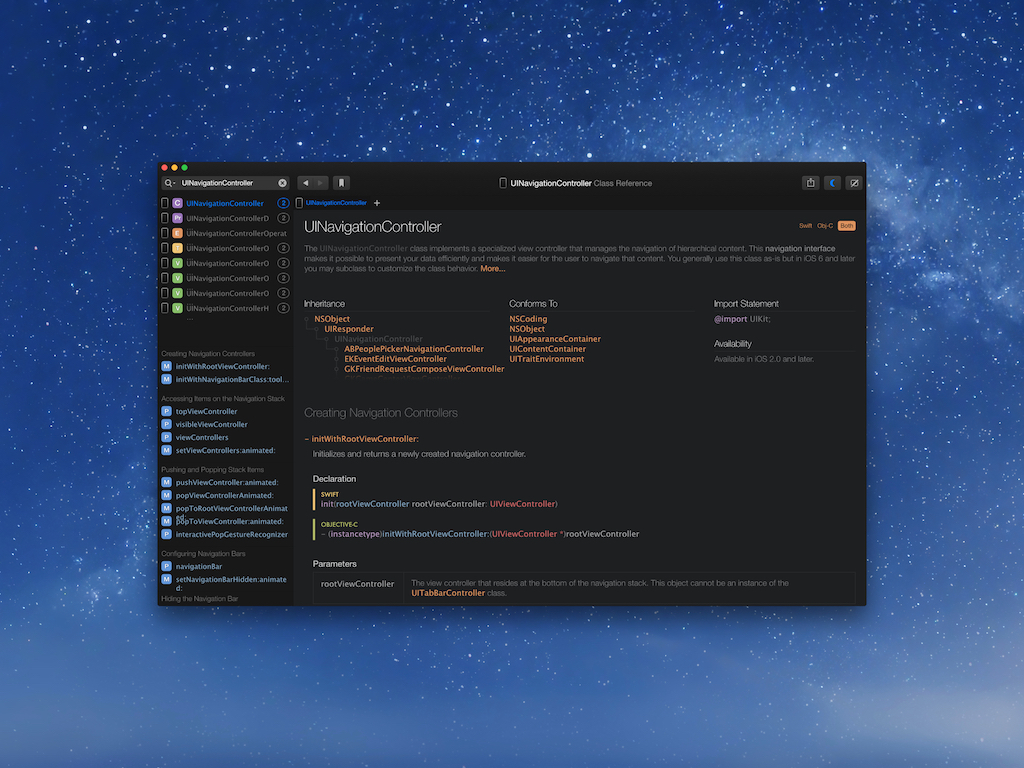 UINavigationController
UINavigationController Class Reference
C UINavigationController 2
Pr UINavigationControllerD 2
E UINavigationControllerOperat
UINavigationControllerO 2
V UINavigationControllerO 2
V UINavigationControllerO 2
V UINavigationControllerO 2
V UINavigationControllerH 2
...
Creating Navigation Controllers
M initWithRootViewController:
M initWithNavigationBarClass:tool...
Accessing Items on the Navigation Stack
P topViewController
P visibleViewController
P viewControllers
M setViewControllers:animated:
Pushing and Popping Stack Items
M pushViewController:animated:
M popViewControllerAnimated:
M popToRootViewControllerAnimat
ed:
M popToViewController:animated:
P interactivePopGestureRecognizer
Configuring Navigation Bars
P navigationBar
M setNavigationBarHidden:animate
d:
Hiding the Navigation Bar
UINavigationController +
UINavigationController
Swift Obj-C Both
The UINavigationController class implements a specialized view controller that manages the navigation of hierarchical content. This navigation interface
makes it possible to present your data efficiently and makes it easier for the user to navigate that content. You generally use this class as-is but in iOS 6 and later
you may subclass to customize the class behavior. More...
Inheritance
NSObject
UIResponder
UINavigationController
ABPeoplePickerNavigationController
EKEventEditViewController
GKFriendRequestComposeViewController
Conforms To
NSCoding
NSObject
UIAppearanceContainer
UIContentContainer
UITraitEnvironment
Import Statement
@import UIKit;
Availability
Available in iOS 2.0 and later.
Creating Navigation Controllers
– initWithRootViewController:
Initializes and returns a newly created navigation controller.
Declaration
SWIFT
init(rootViewController rootViewController: UIViewController)
OBJECTIVE-C
– (instancetype)initWithRootViewController:(UIViewController *)rootViewController
Parameters
rootViewController
The view controller that resides at the bottom of the navigation stack. This object cannot be an instance of the
UITabBarController class.